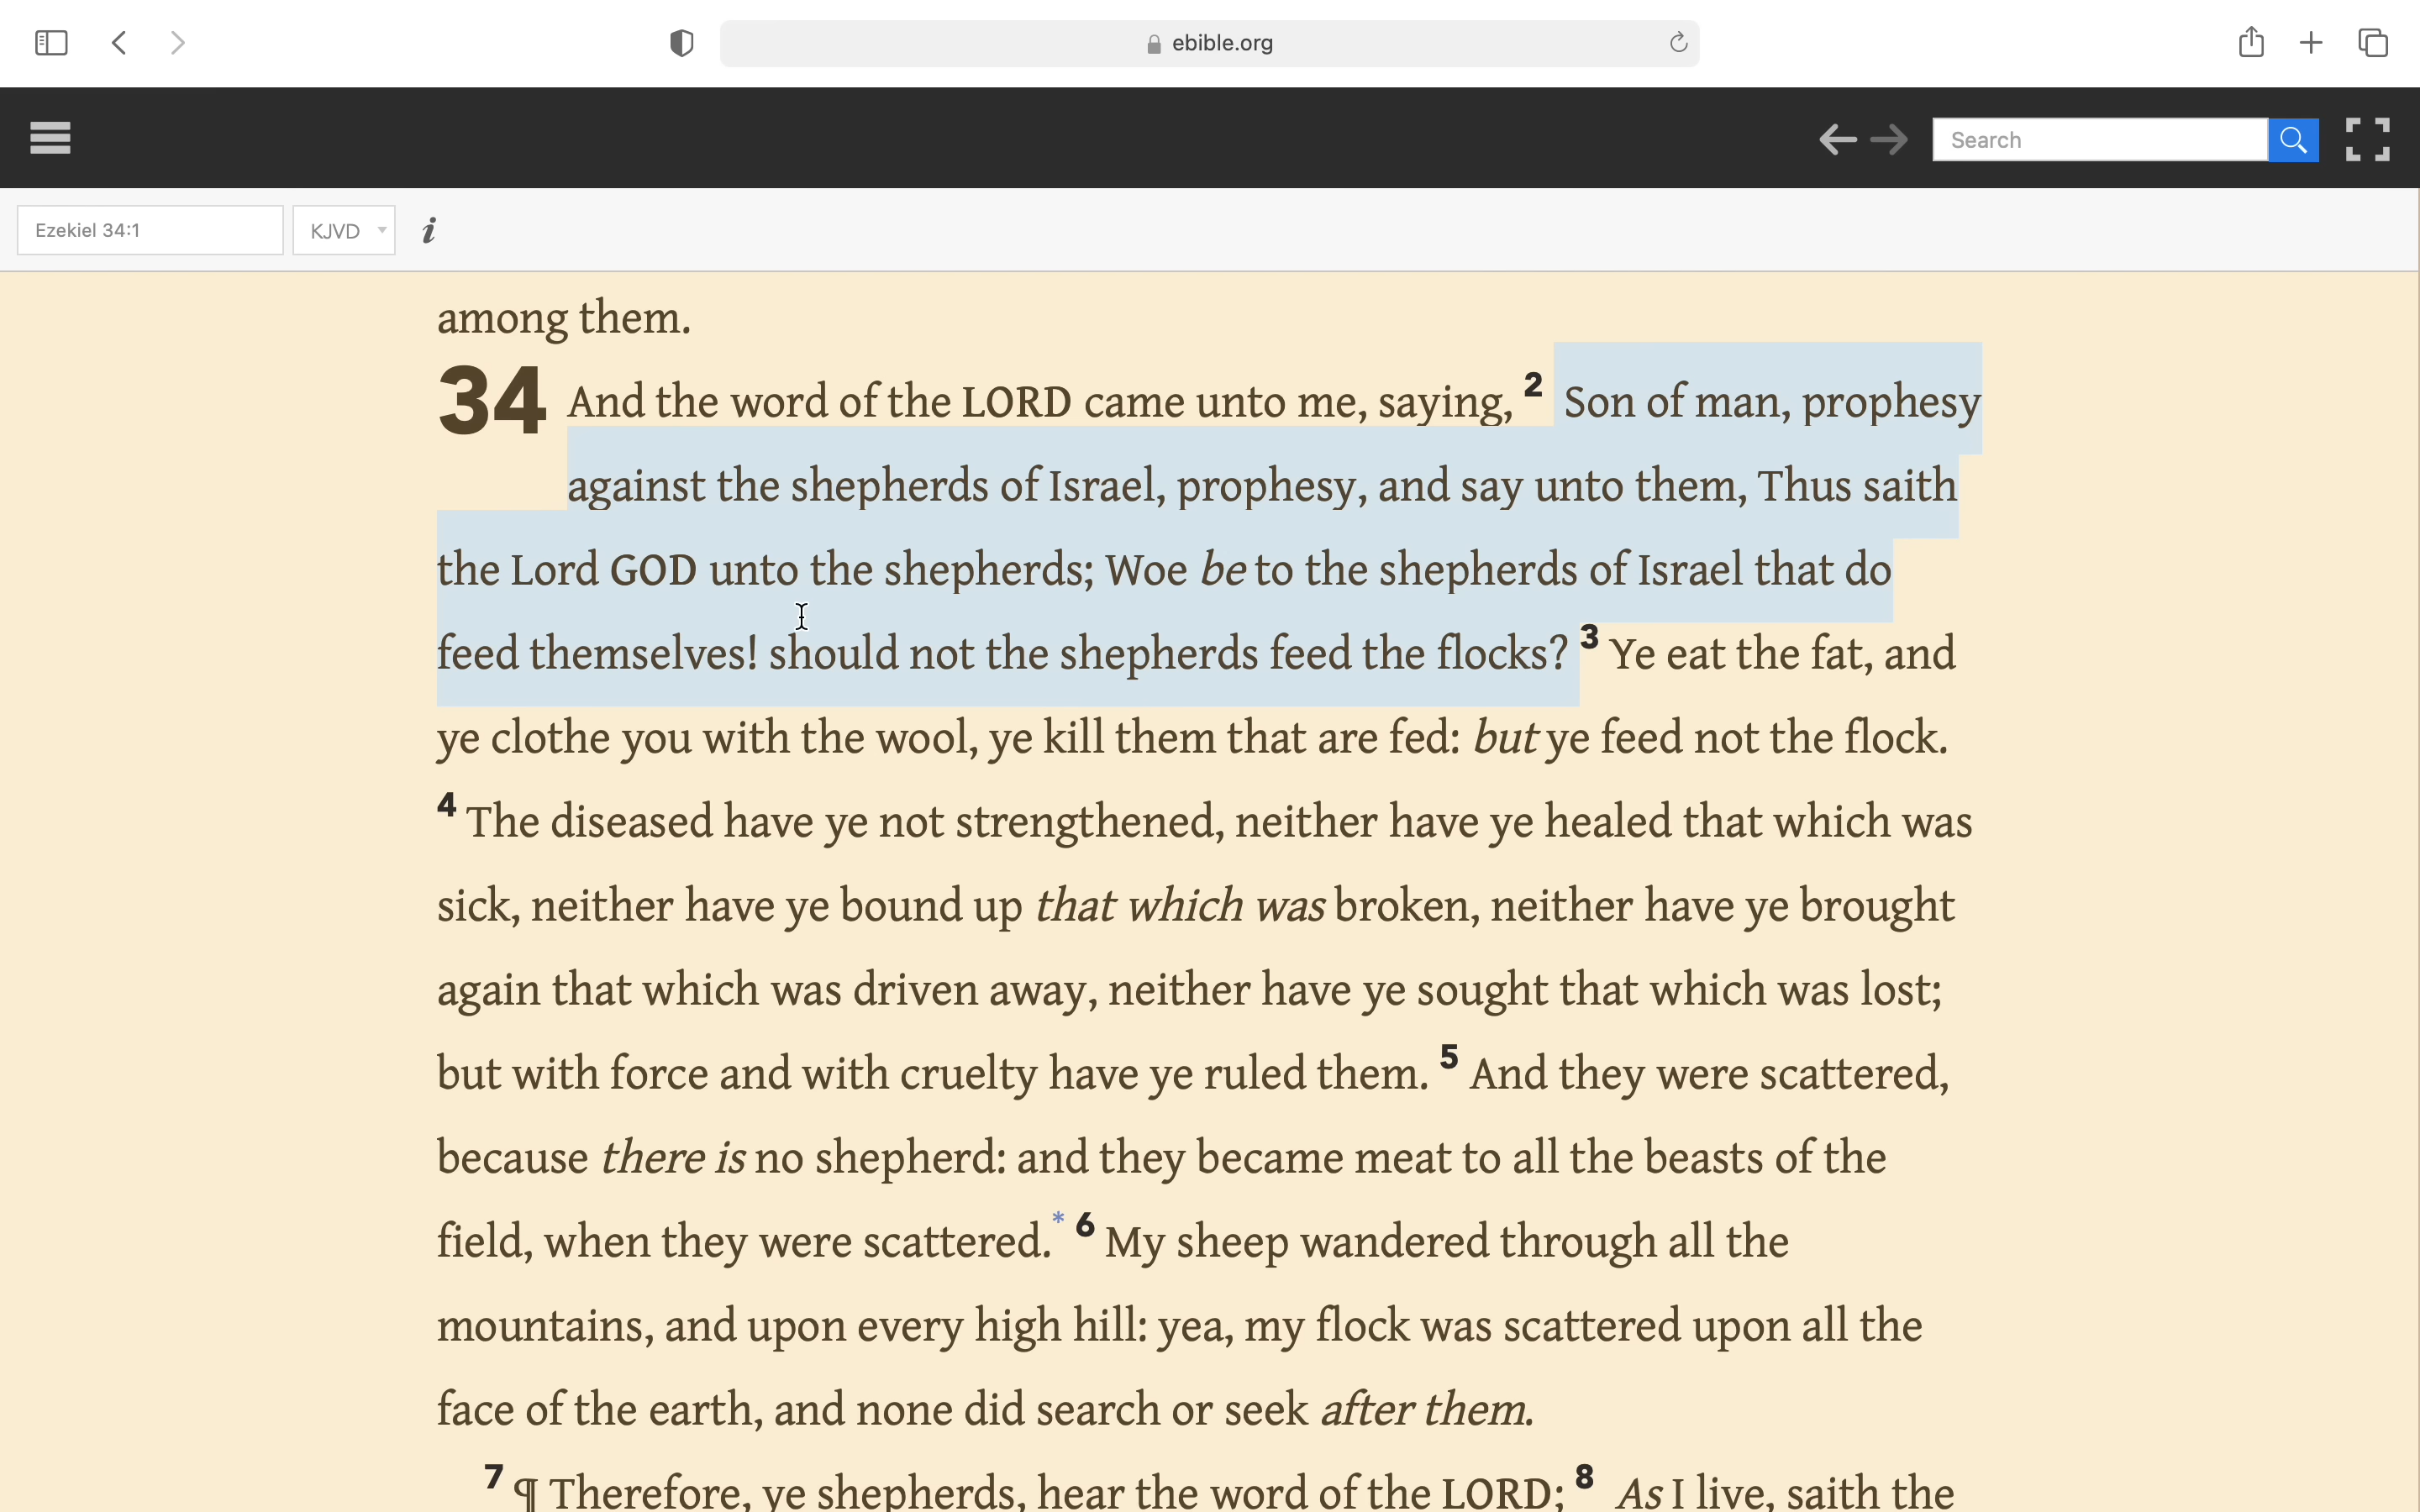 ebible.org
Search
Ezekiel 34:1 KJVD i
among them.
34 And the word of the LORD came unto me, saying, 2 Son of man, prophesy
against the shepherds of Israel, prophesy, and say unto them, Thus saith
the Lord GOD unto the shepherds; Woe be to the shepherds of Israel that do
feed themselves! should not the shepherds feed the flocks? 3 Ye eat the fat, and
ye clothe you with the wool, ye kill them that are fed: but ye feed not the flock.
4 The diseased have ye not strengthened, neither have ye healed that which was
sick, neither have ye bound up that which was broken, neither have ye brought
again that which was driven away, neither have ye sought that which was lost;
but with force and with cruelty have ye ruled them. 5 And they were scattered,
because there is no shepherd: and they became meat to all the beasts of the
field, when they were scattered.* 6 My sheep wandered through all the
mountains, and upon every high hill: yea, my flock was scattered upon all the
face of the earth, and none did search or seek after them.
7 ¶ Therefore, ye shepherds, hear the word of the LORD; 8 As I live, saith the